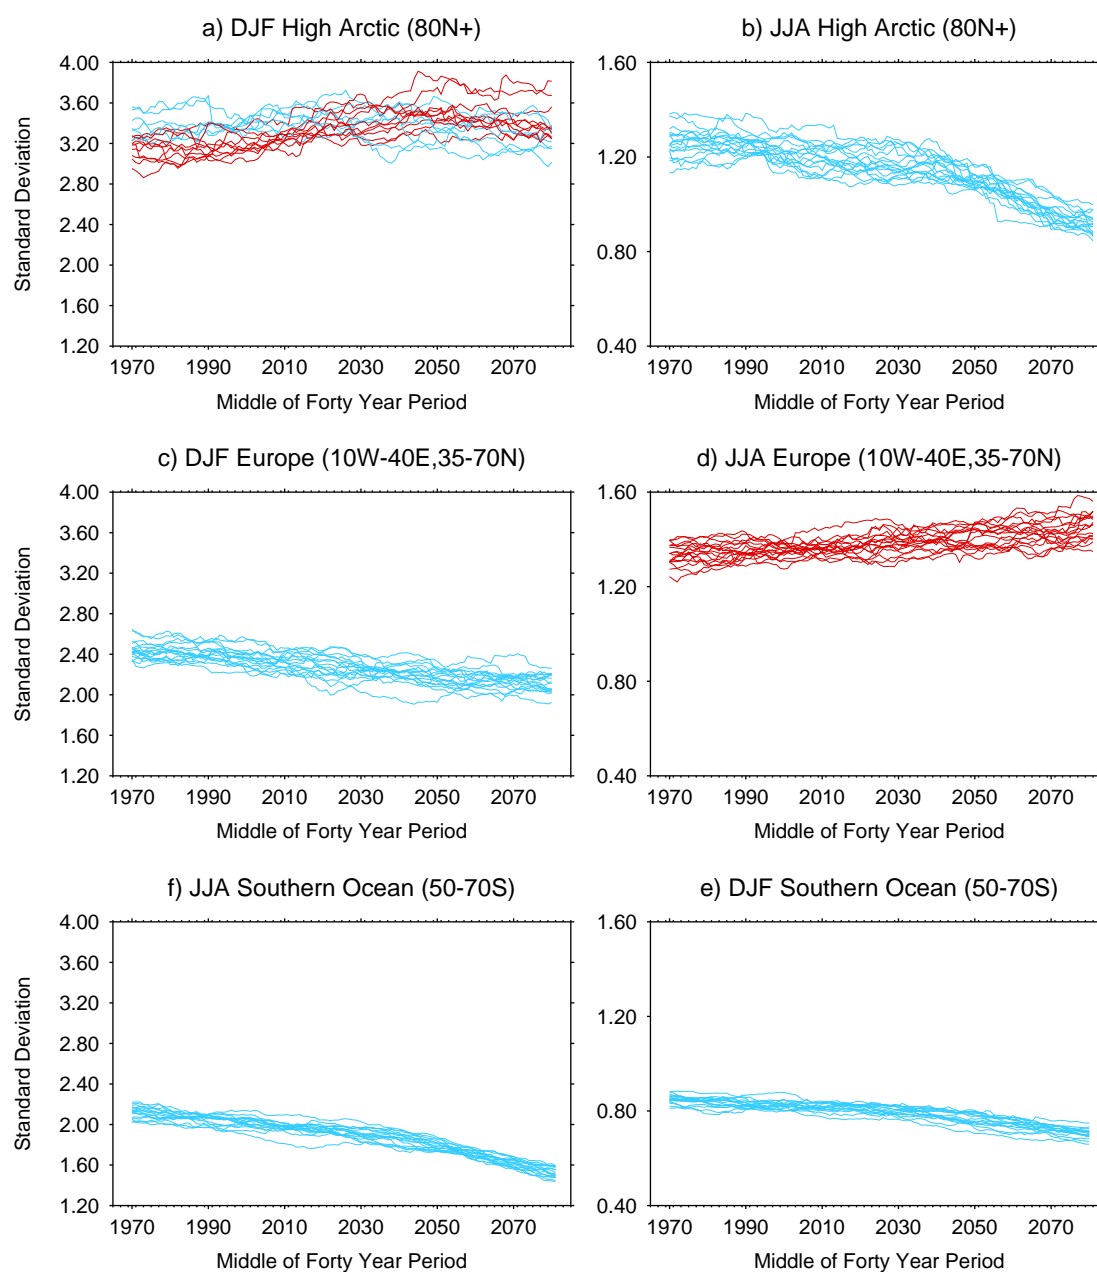 a) DJF High Arctic (80N+)
4.00
3.60
3.20
2.80
2.40
2.00
1.60
1.20
Standard Deviation
1970 1990 2010 2030 2050 2070
Middle of Forty Year Period
b) JJA High Arctic (80N+)
1.60
1.20
0.80
0.40
1970 1990 2010 2030 2050 2070
Middle of Forty Year Period
c) DJF Europe (10W-40E,35-70N)
4.00
3.60
3.20
2.80
2.40
2.00
1.60
1.20
Standard Deviation
1970 1990 2010 2030 2050 2070
Middle of Forty Year Period
d) JJA Europe (10W-40E,35-70N)
1.60
1.20
0.80
0.40
1970 1990 2010 2030 2050 2070
Middle of Forty Year Period
f) JJA Southern Ocean (50-70S)
4.00
3.60
3.20
2.80
2.40
2.00
1.60
1.20
Standard Deviation
1970 1990 2010 2030 2050 2070
Middle of Forty Year Period
e) DJF Southern Ocean (50-70S)
1.60
1.20
0.80
0.40
1970 1990 2010 2030 2050 2070
Middle of Forty Year Period